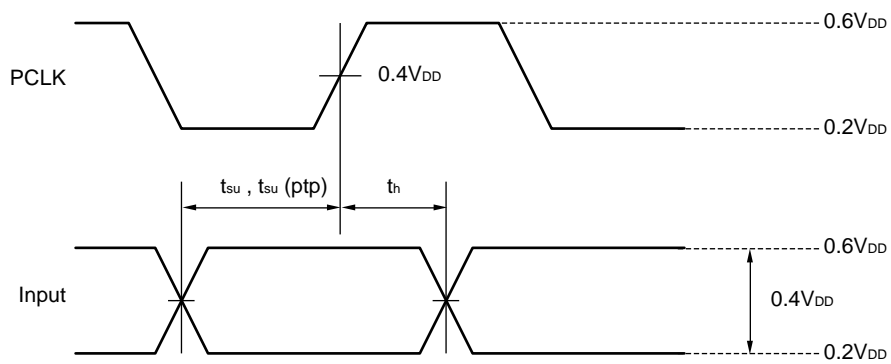 0.6VDD
PCLK
0.4VDD
0.2VDD
tsu , tsu (ptp)
th
0.6VDD
Input
0.4VDD
0.2VDD